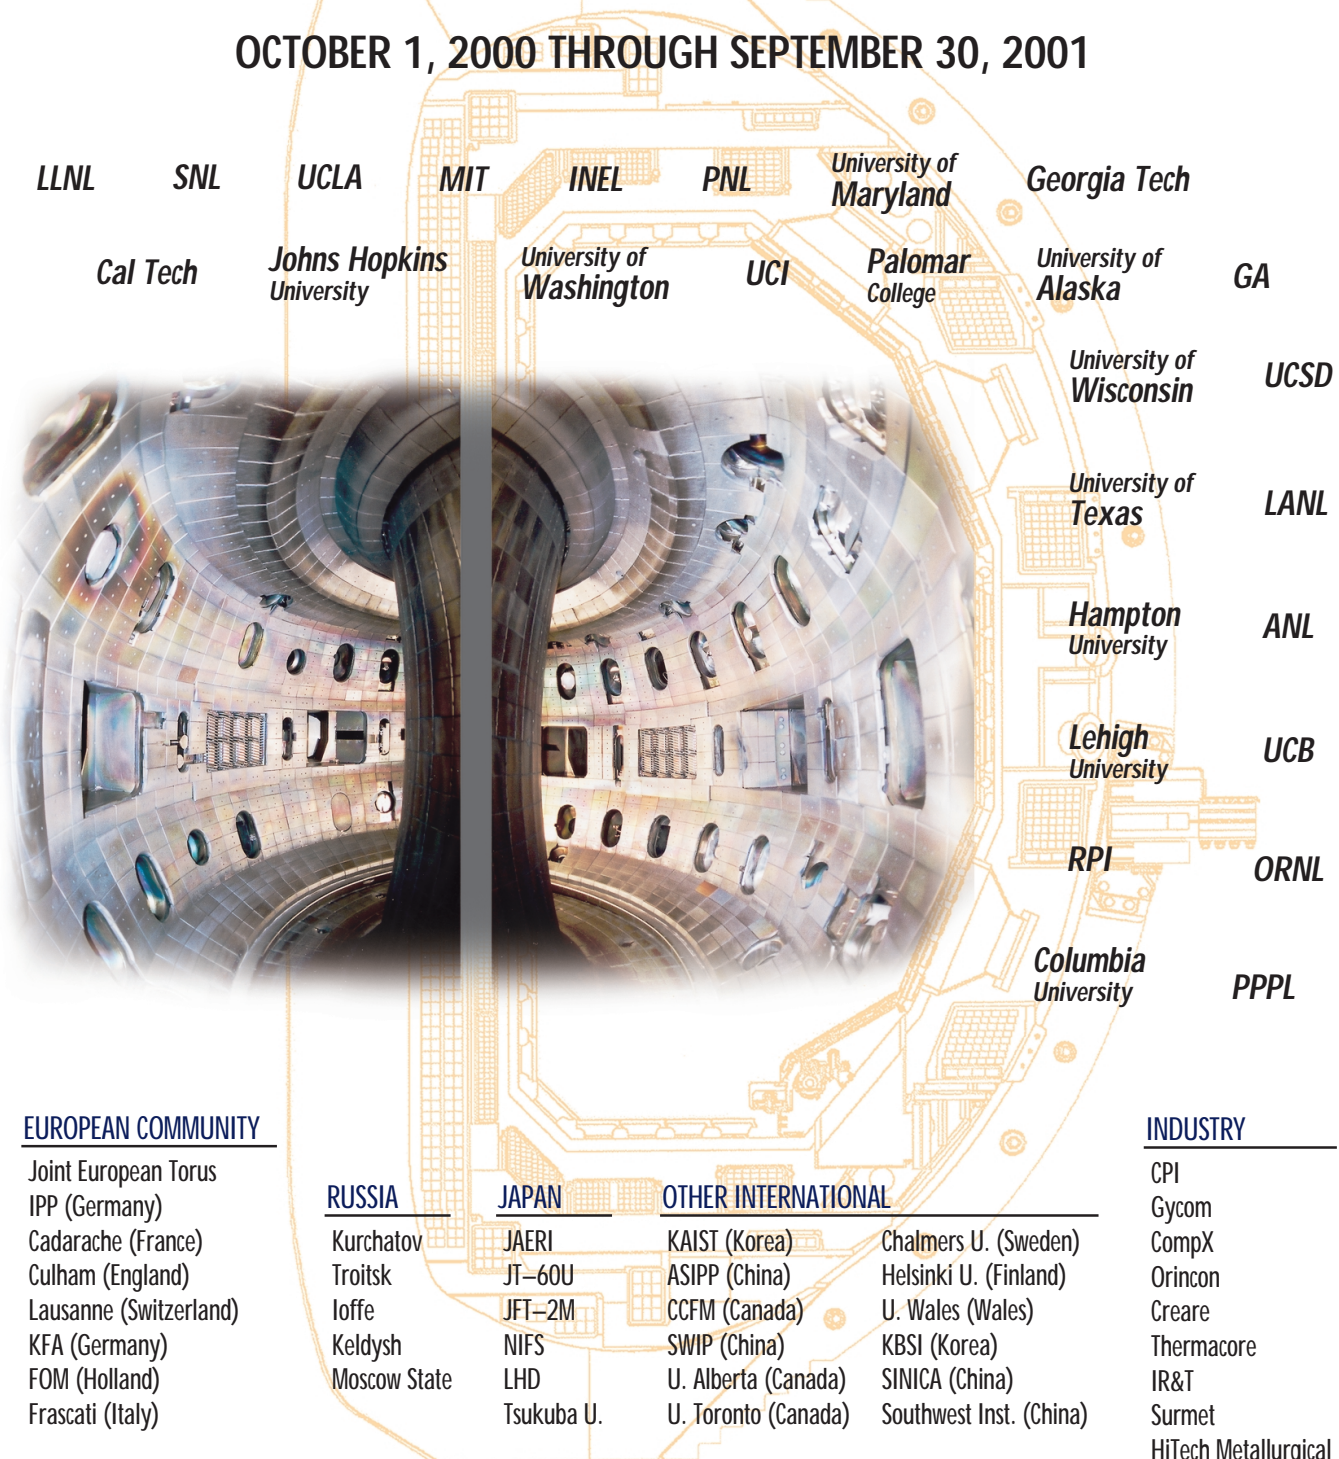 OCTOBER 1, 2000 THROUGH SEPTEMBER 30, 2001
LLNL
SNL
UCLA
MIT
INEL
PNL
University of
Maryland
Georgia Tech
Cal Tech
Johns Hopkins
University
University of
Washington
UCI
Palomar
College
University of
Alaska
GA
University of
Wisconsin
UCSD
University of
Texas
LANL
Hampton
University
ANL
Lehigh
University
UCB
RPI
ORNL
Columbia
University
PPPL
EUROPEAN COMMUNITY
Joint European Torus
IPP (Germany)
Cadarache (France)
Culham (England)
Lausanne (Switzerland)
KFA (Germany)
FOM (Holland)
Frascati (Italy)
RUSSIA
Kurchatov
Troitsk
Ioffe
Keldysh
Moscow State
JAPAN
JAERI
JT–60U
JFT–2M
NIFS
LHD
Tsukuba U.
OTHER INTERNATIONAL
KAIST (Korea)
ASIPP (China)
CCFM (Canada)
SWIP (China)
U. Alberta (Canada)
U. Toronto (Canada)
Chalmers U. (Sweden)
Helsinki U. (Finland)
U. Wales (Wales)
KBSI (Korea)
SINICA (China)
Southwest Inst. (China)
INDUSTRY
CPI
Gycom
CompX
Orincon
Creare
Thermacore
IR&T
Surmet
HiTech Metallurgical